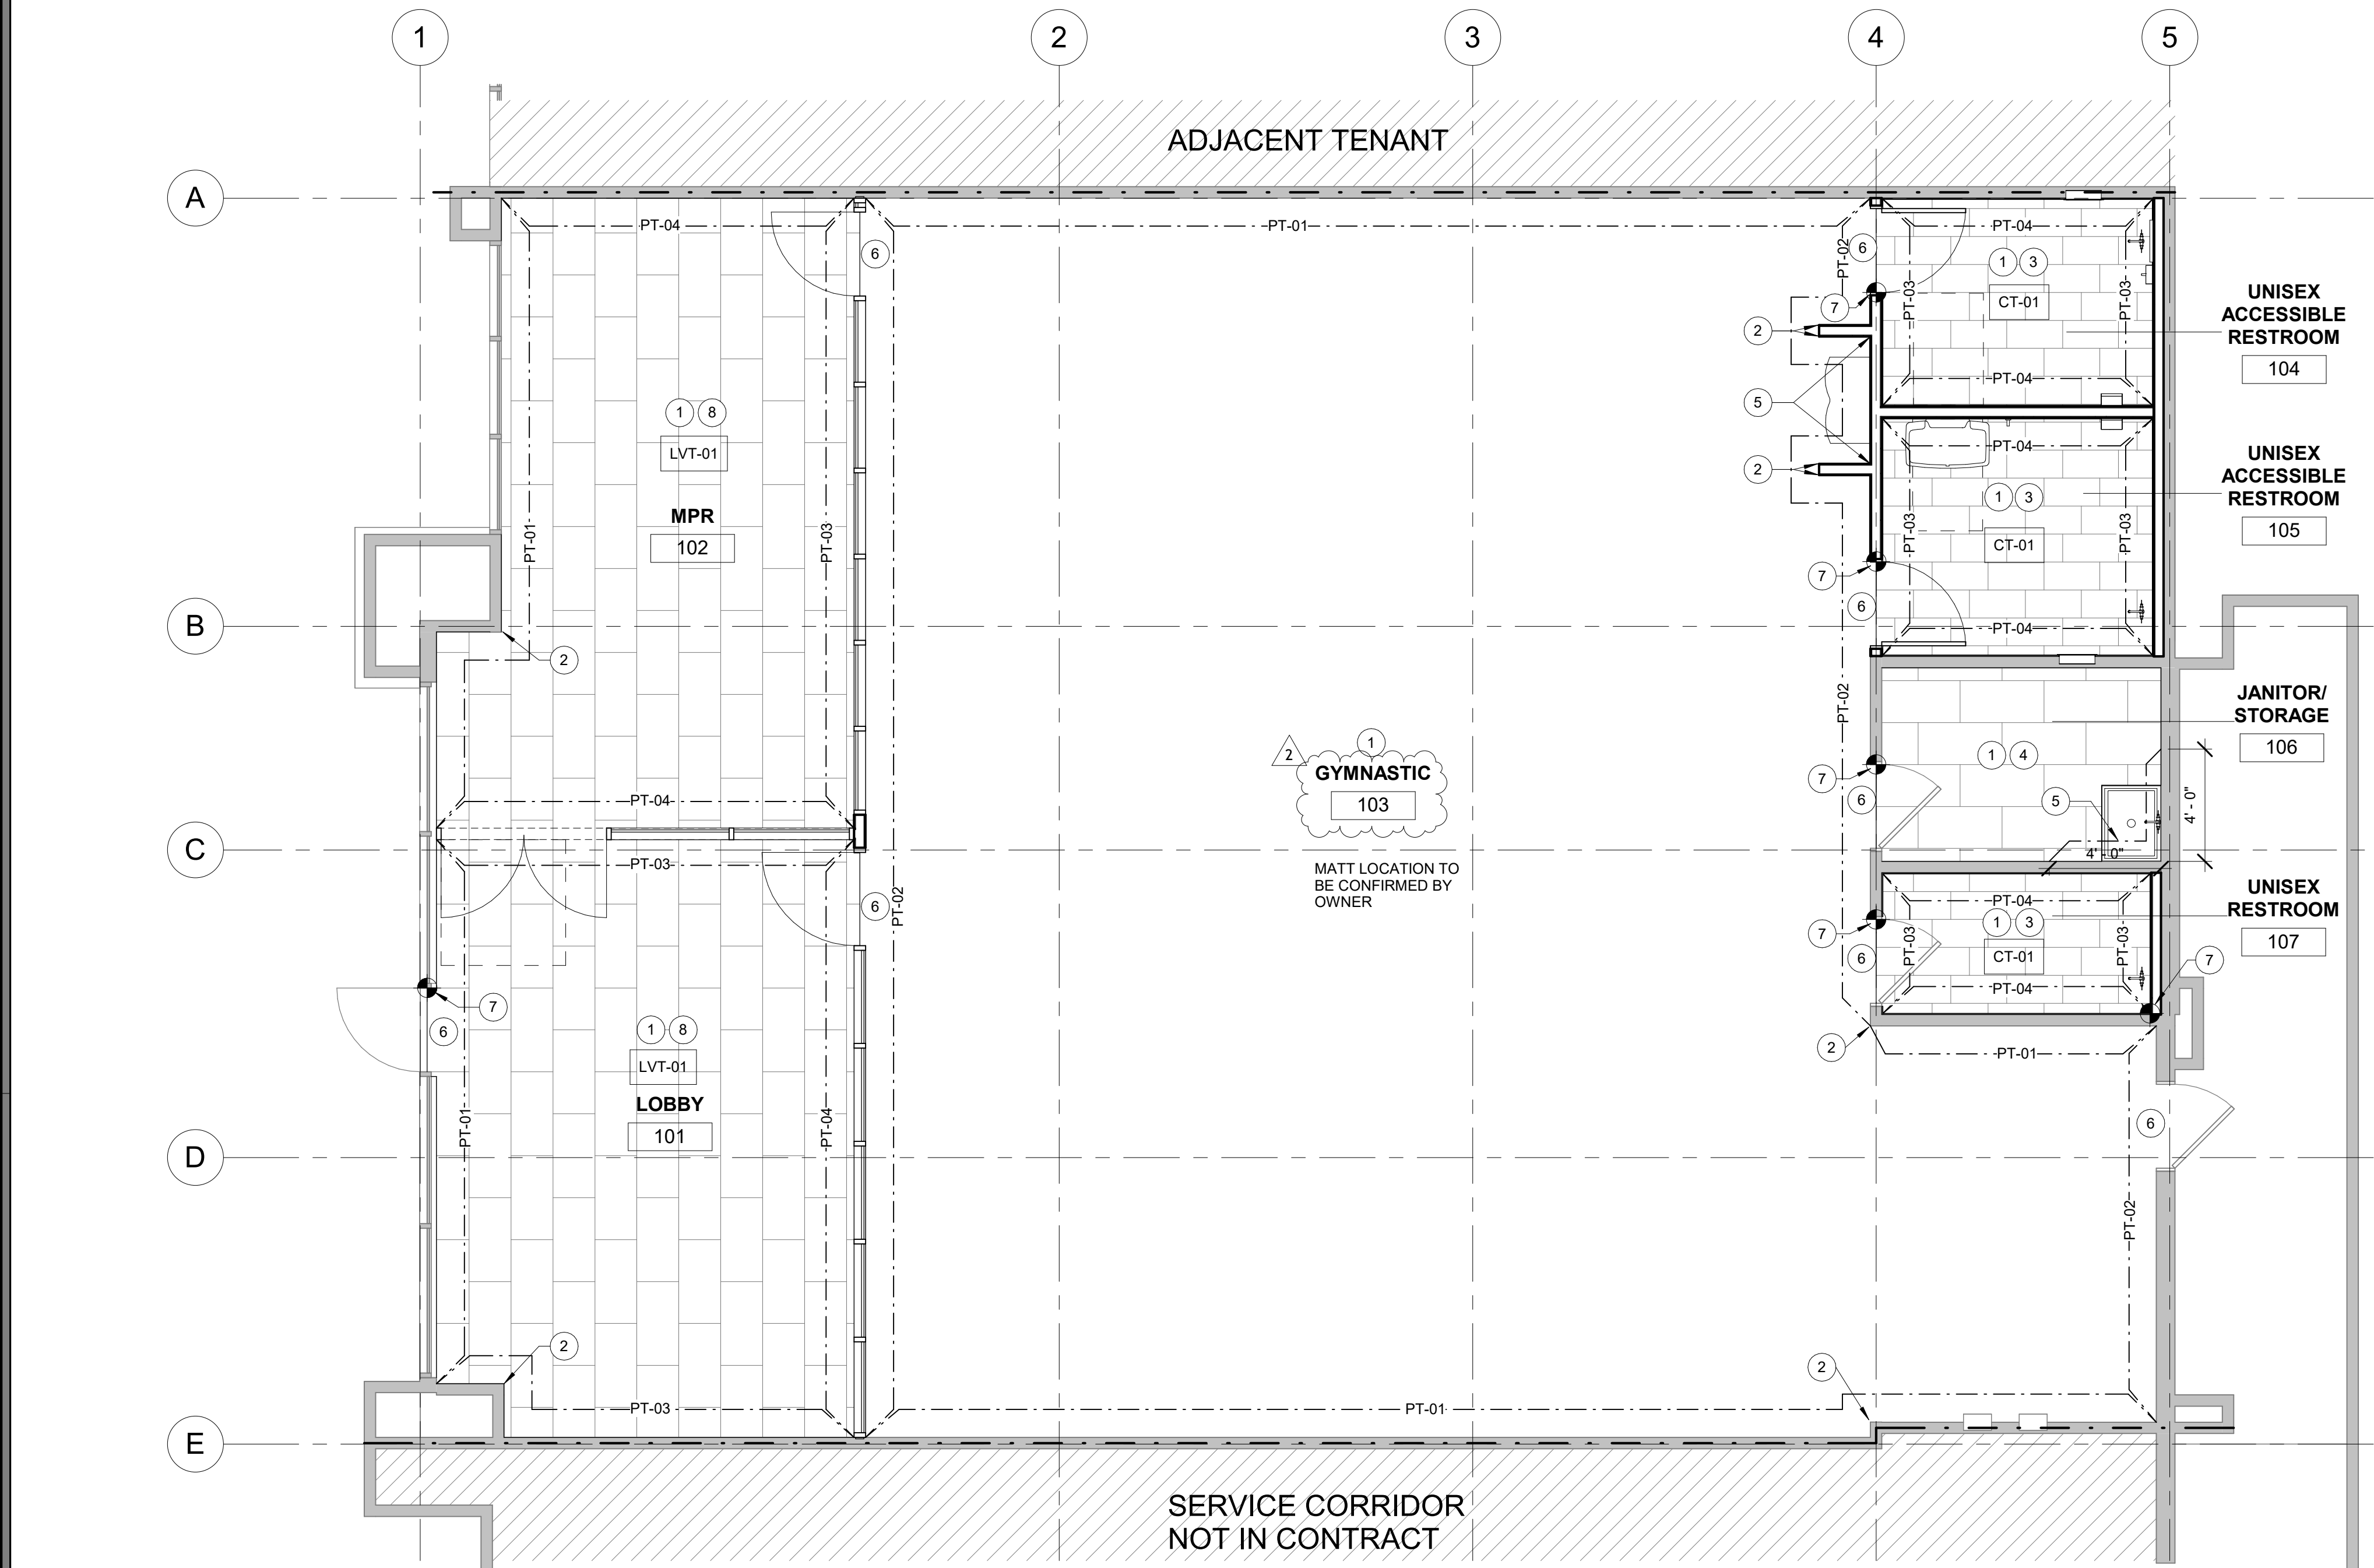 1
2
3
4
5
ADJACENT TENANT
A
PT-04
PT-01
PT-04
6
PT-02
6
1 3
CT-01
PT-03
PT-03
7
2
PT-04
UNISEX
ACCESSIBLE
RESTROOM
104
5
1 8
LVT-01
2
PT-04
UNISEX
ACCESSIBLE
RESTROOM
105
MPR
102
PT-01
PT-03
1 3
CT-01
PT-03
PT-03
7
6
B
PT-04
2
PT-02
JANITOR/
STORAGE
106
2
1
GYMNASTIC
103
1 4
7
6
5
4' - 0"
4' - 0"
PT-04
C
PT-03
MATT LOCATION TO
BE CONFIRMED BY
OWNER
6
PT-02
PT-04
UNISEX
RESTROOM
107
1 3
CT-01
PT-03
PT-03
7
6
7
PT-04
7
6
1 8
LVT-01
LOBBY
101
2
PT-01
PT-01
PT-04
6
D
PT-02
2
2
PT-03
PT-01
E
SERVICE CORRIDOR
NOT IN CONTRACT